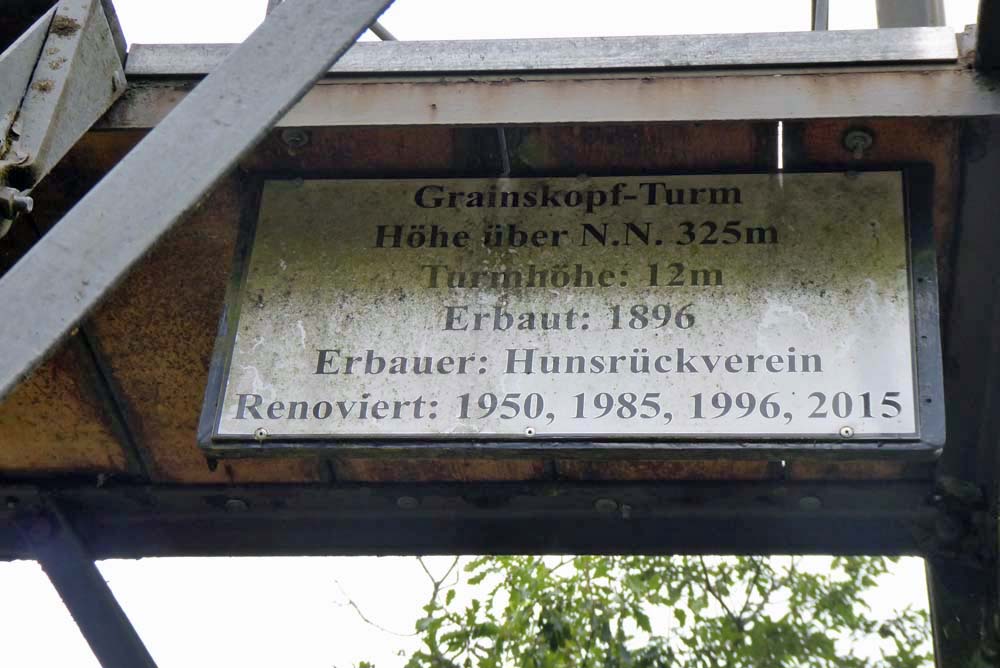 Grainskopf-Turm
Höhe über N.N. 325m
Turmhöhe: 12m
Erbaut: 1896
Erbauer: Hunsrückverein
Renoviert: 1950, 1985, 1996, 2015